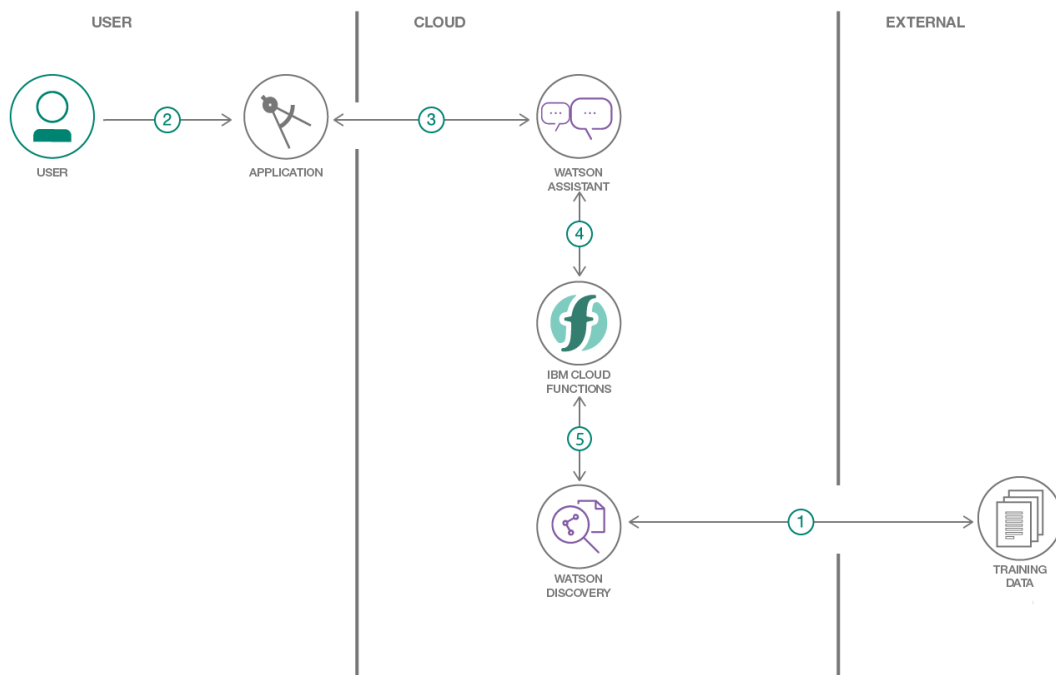 USER
CLOUD
EXTERNAL
2
3
USER
APPLICATION
WATSON
ASSISTANT
4
IBM CLOUD
FUNCTIONS
5
1
WATSON
DISCOVERY
TRAINING
DATA